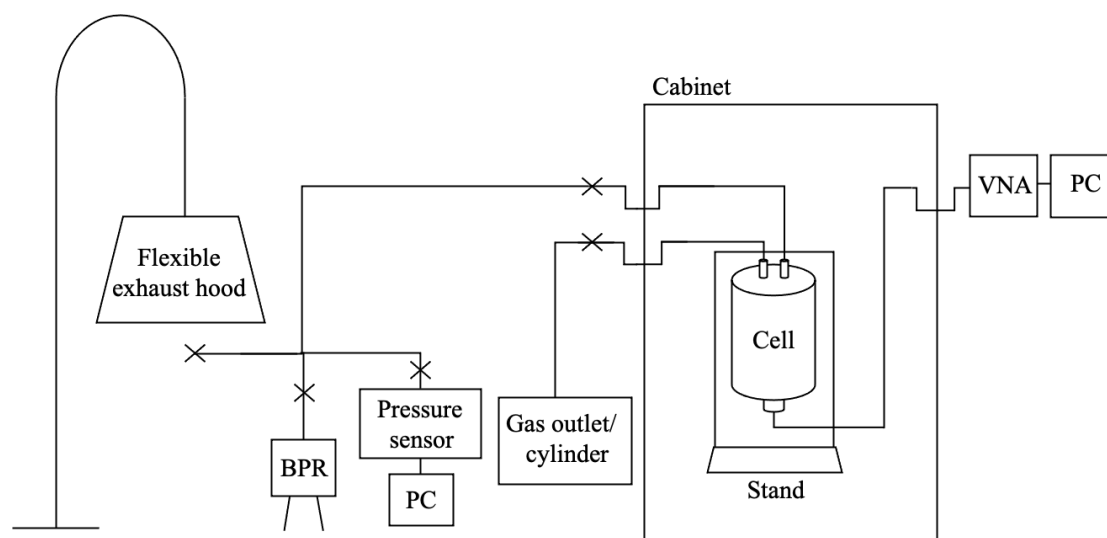 Cabinet
VNA
PC
Flexible
exhaust hood
Cell
Pressure
sensor
Gas outlet/
cylinder
BPR
PC
Stand